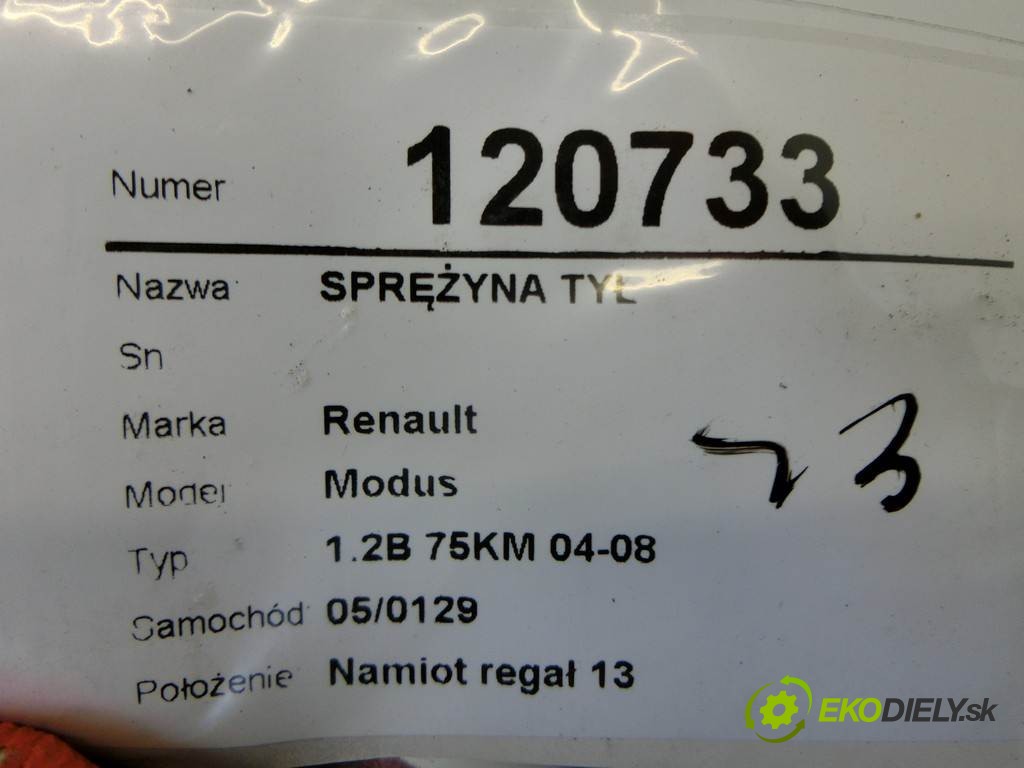 Numer 120733
Nazwa SPRĘŻYNA TYŁ
Sn
Marka Renault
Model Modus
Typ 1.2B 75KM 04-08
Samochód 05/0129
Położenie Namiot regał 13
EKODIELY.sk